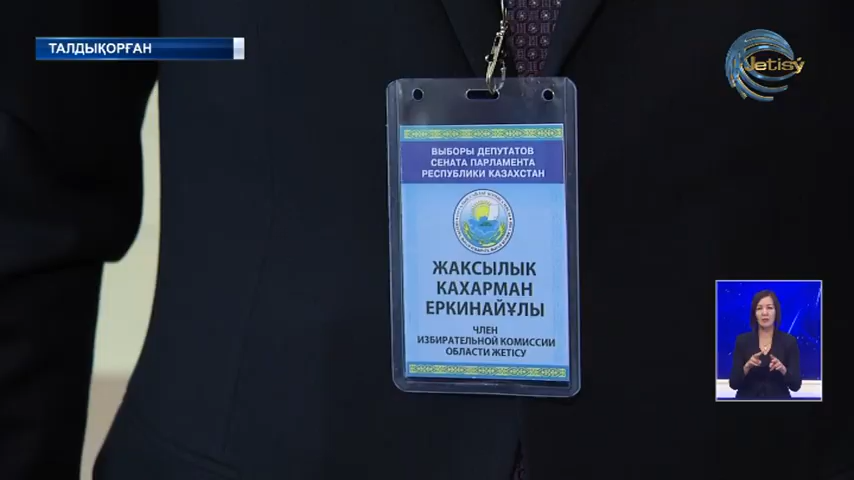 ТАЛДЫҚОРҒАН
Jetisý
ВЫБОРЫ ДЕПУТАТОВ
СЕНАТА ПАРЛАМЕНТА
РЕСПУБЛИКИ КАЗАХСТАН
ЖАКСЫЛЫК
КАХАРМАН
ЕРКИНАЙҰЛЫ
ЧЛЕН
ИЗБИРАТЕЛЬНОЙ КОМИССИИ
ОБЛАСТИ ЖЕТІСУ